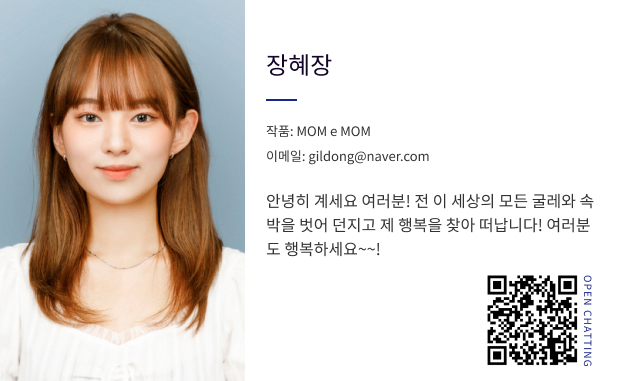 장혜장
작품: MOM e MOM
이메일: gildong@naver.com
안녕히 계세요 여러분! 전 이 세상의 모든 굴레와 속
박을 벗어 던지고 제 행복을 찾아 떠납니다! 여러분
도 행복하세요~~!
OPEN CHATTING